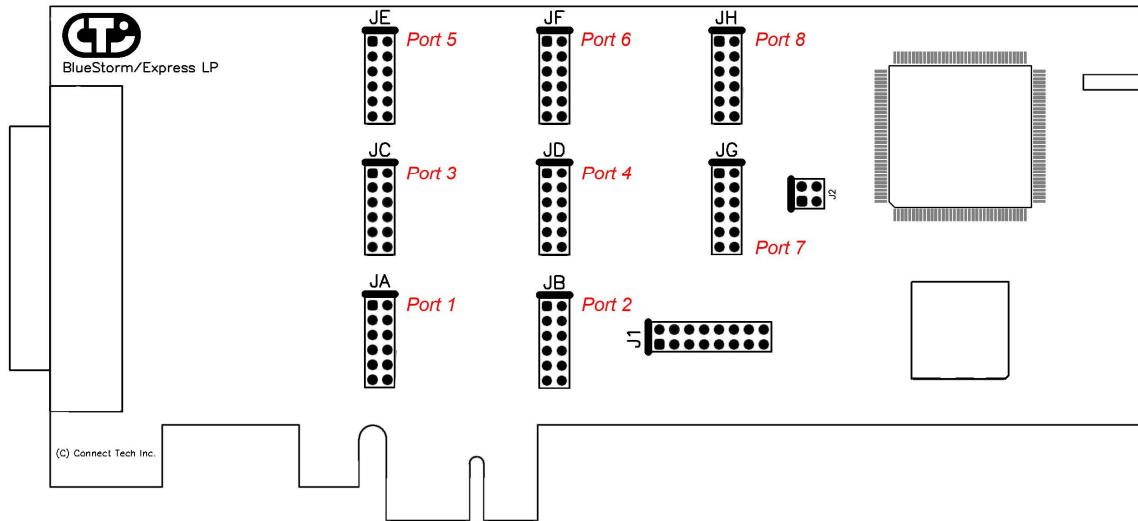 JE
Port 5
JF
Port 6
JH
Port 8
CTi
BlueStorm/Express LP
JC
Port 3
JD
Port 4
JG
Port 7
J2
JA
Port 1
JB
Port 2
J1
(C) Connect Tech Inc.